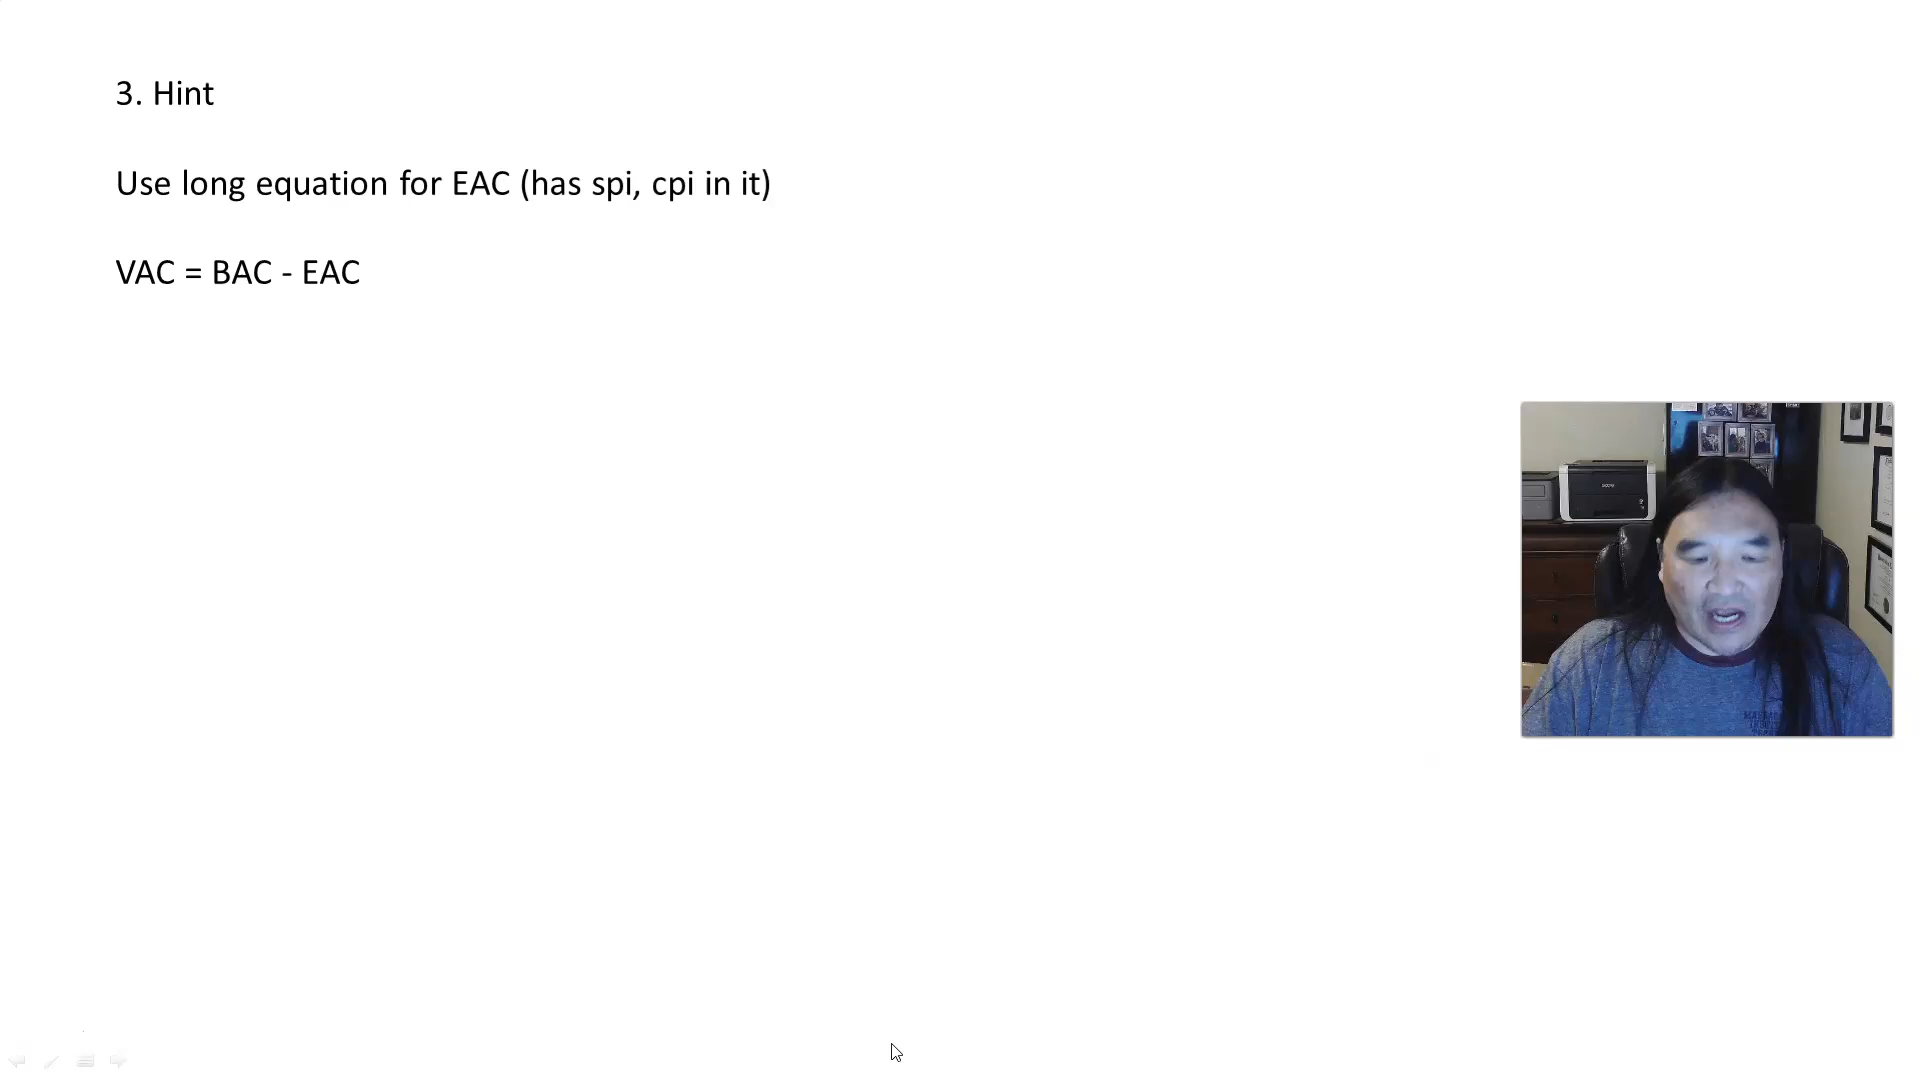 3. Hint
Use long equation for EAC (has spi, cpi in it)
VAC = BAC - EAC